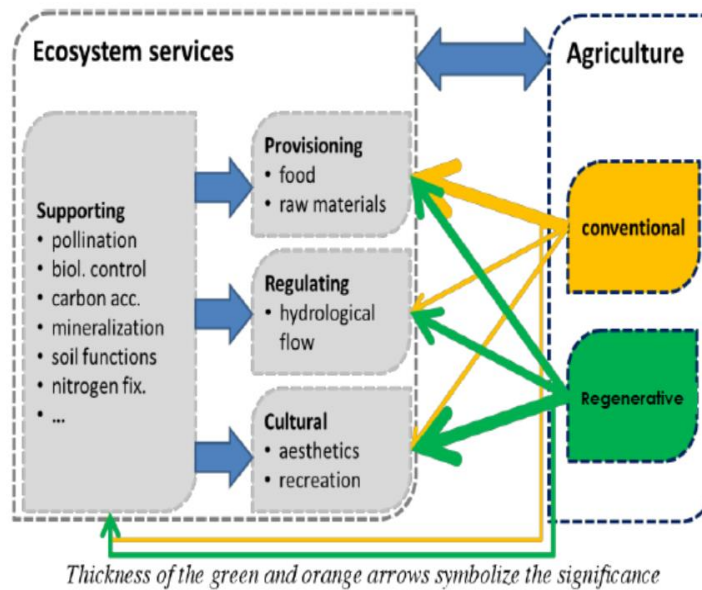 Ecosystem services
Agriculture
Supporting
• pollination
• biol. control
• carbon acc.
• mineralization
• soil functions
• nitrogen fix.
• ...
Provisioning
• food
• raw materials
Regulating
• hydrological
flow
Cultural
• aesthetics
• recreation
conventional
Regenerative
Thickness of the green and orange arrows symbolize the significance